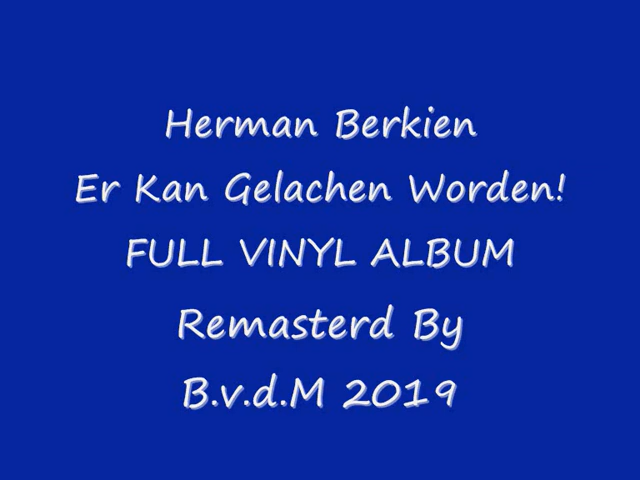 Herman Berkien
Er Kan Gelachen Worden!
FULL VINYL ALBUM
Remasterd By
B.v.d.M 2019